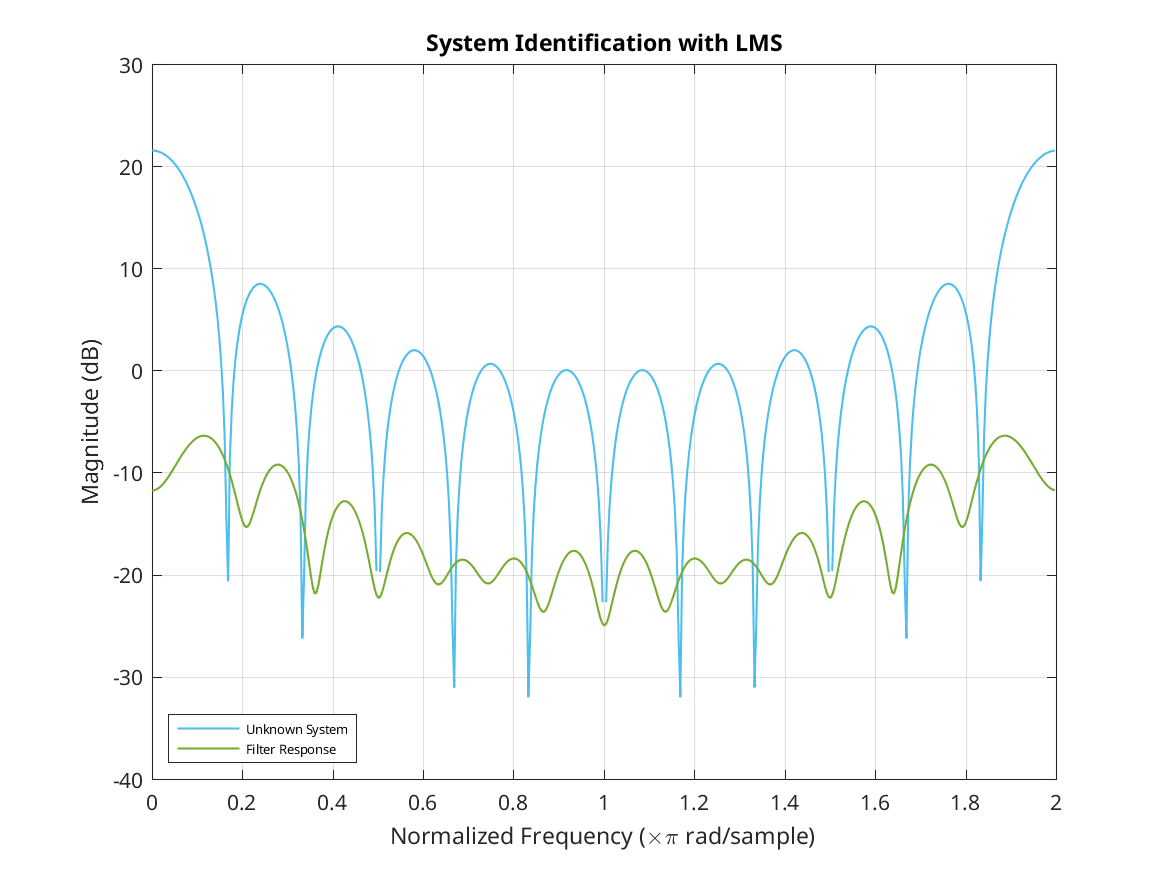 System Identification with LMS
30
20
10
0
-10
-20
-30
-40
Magnitude (dB)
Unknown System
Filter Response
0 0.2 0.4 0.6 0.8 1 1.2 1.4 1.6 1.8 2
Normalized Frequency (×π rad/sample)